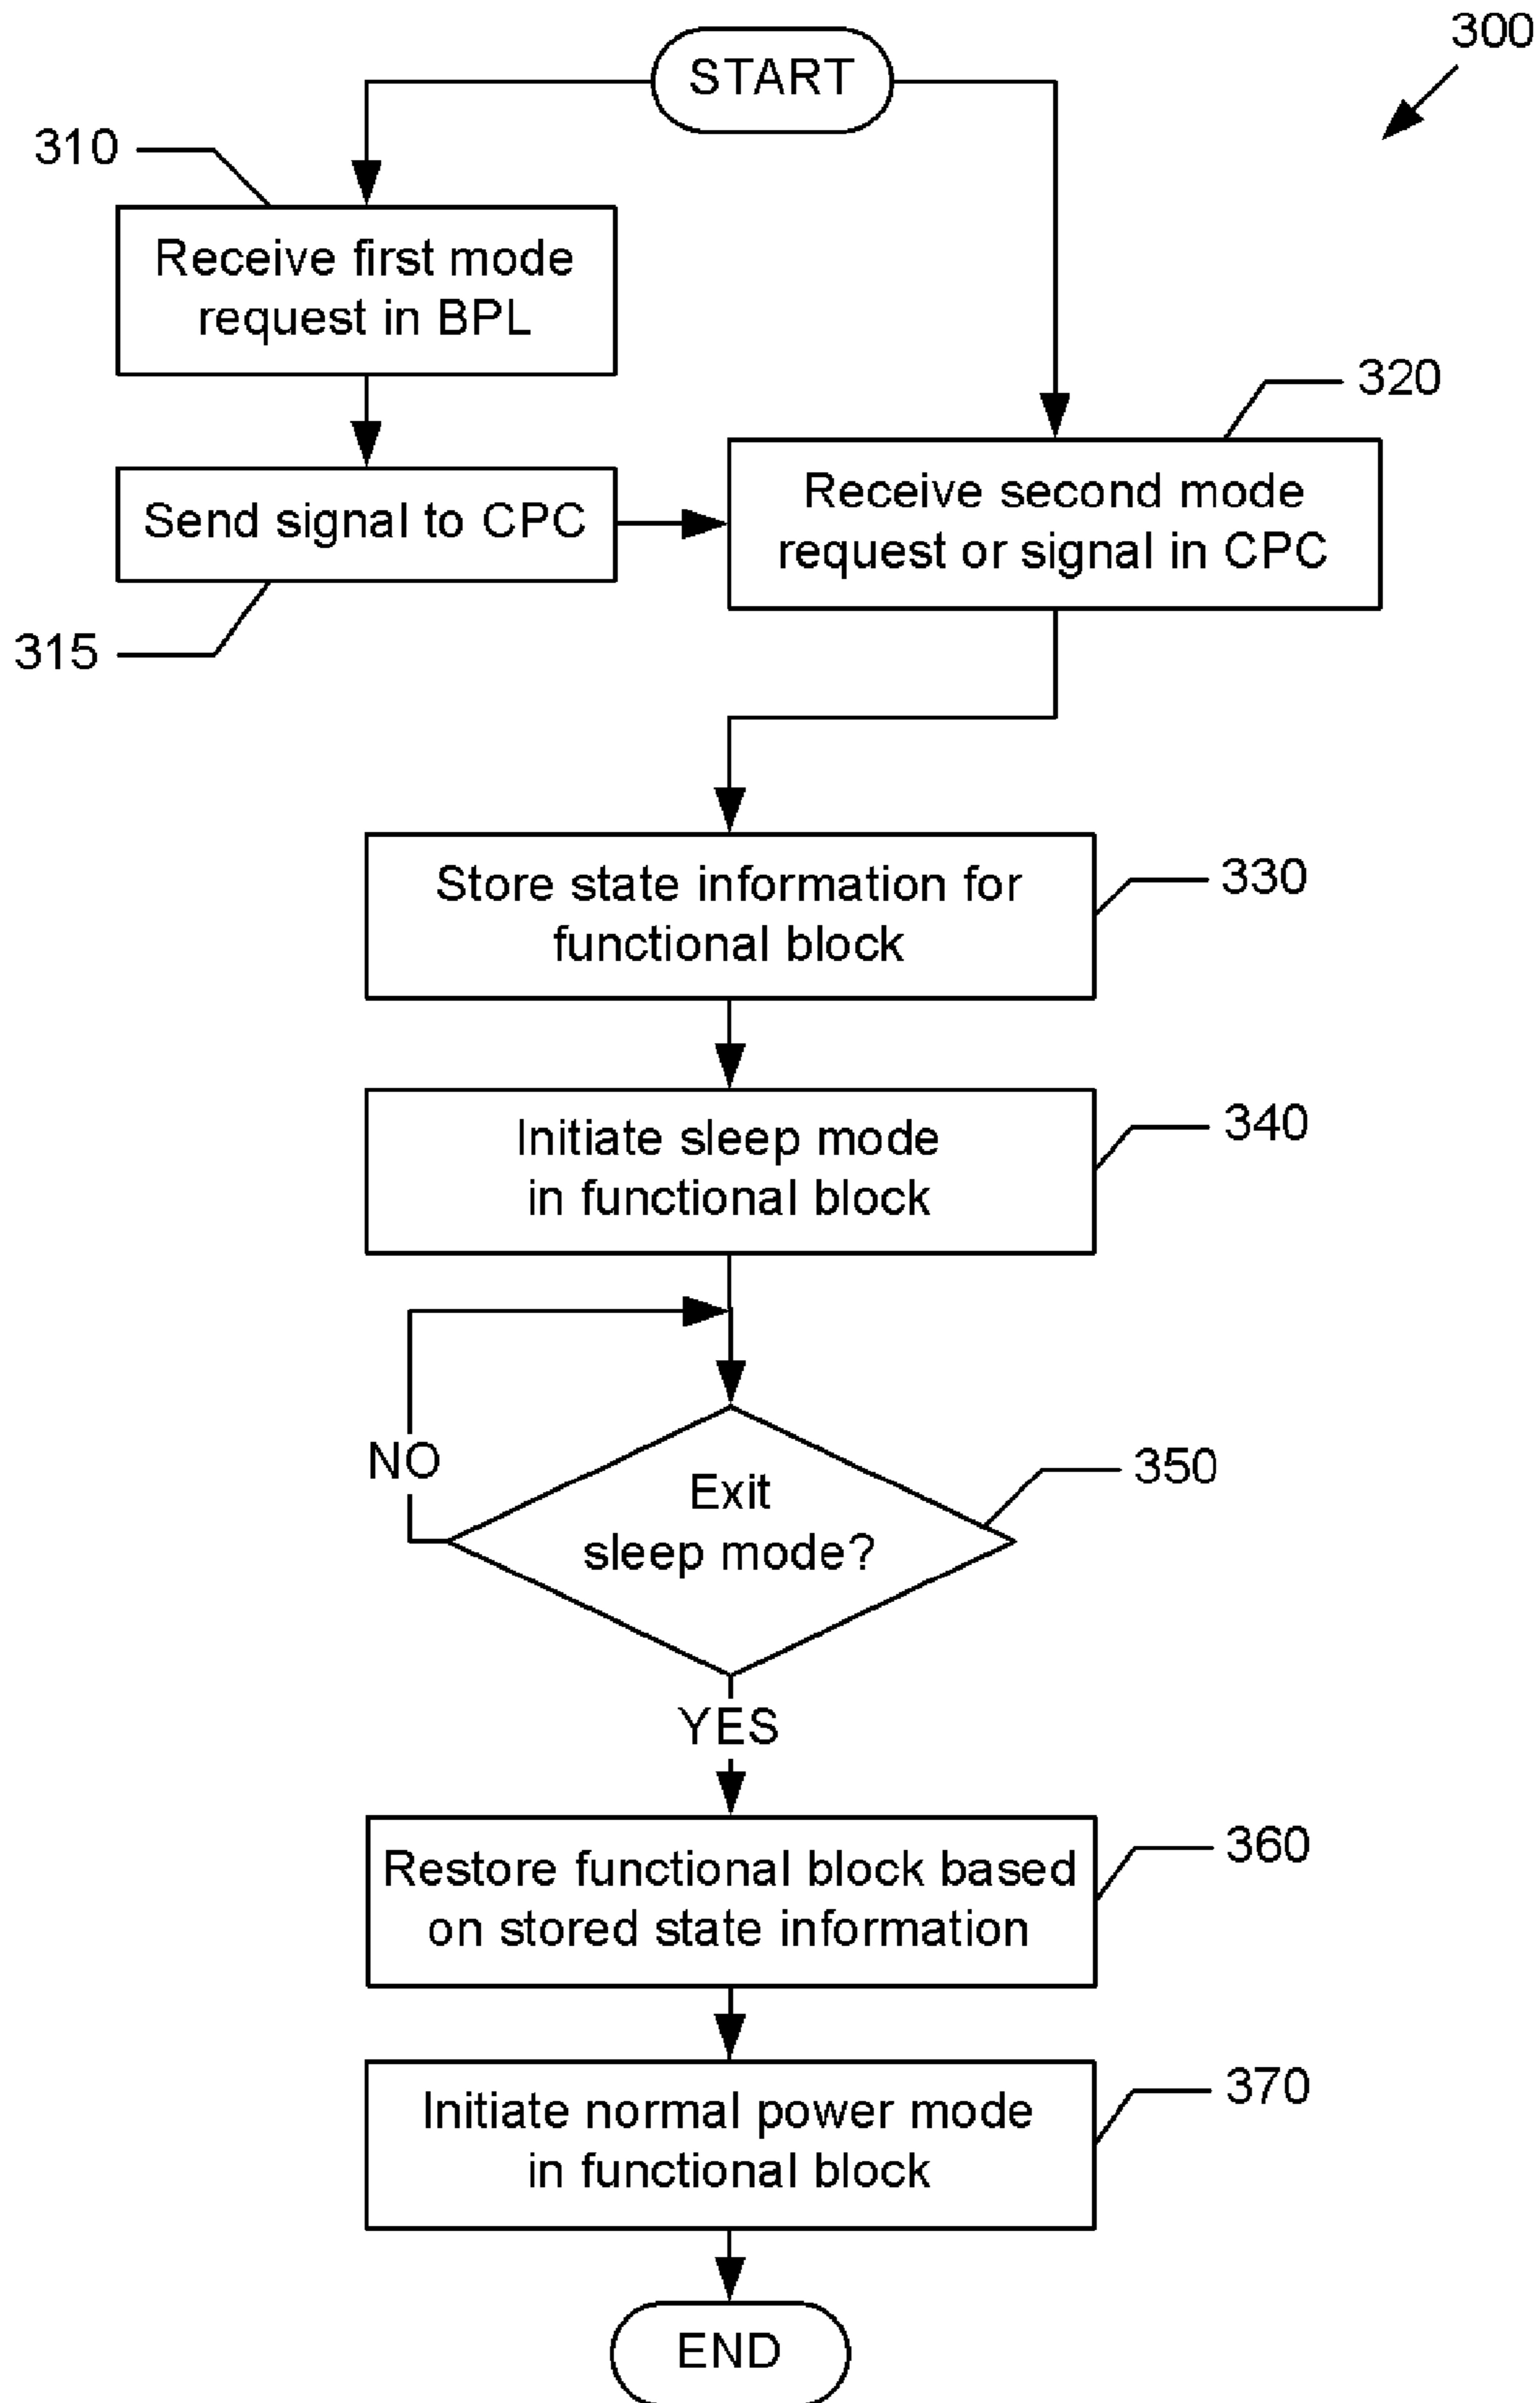 300
START
310
Receive first mode
request in BPL
320
Receive second mode
request or signal in CPC
Send signal to CPC
315
Store state information for
functional block
330
Initiate sleep mode
in functional block
340
NO
Exit
sleep mode?
350
YES
Restore functional block based
on stored state information
360
Initiate normal power mode
in functional block
370
END